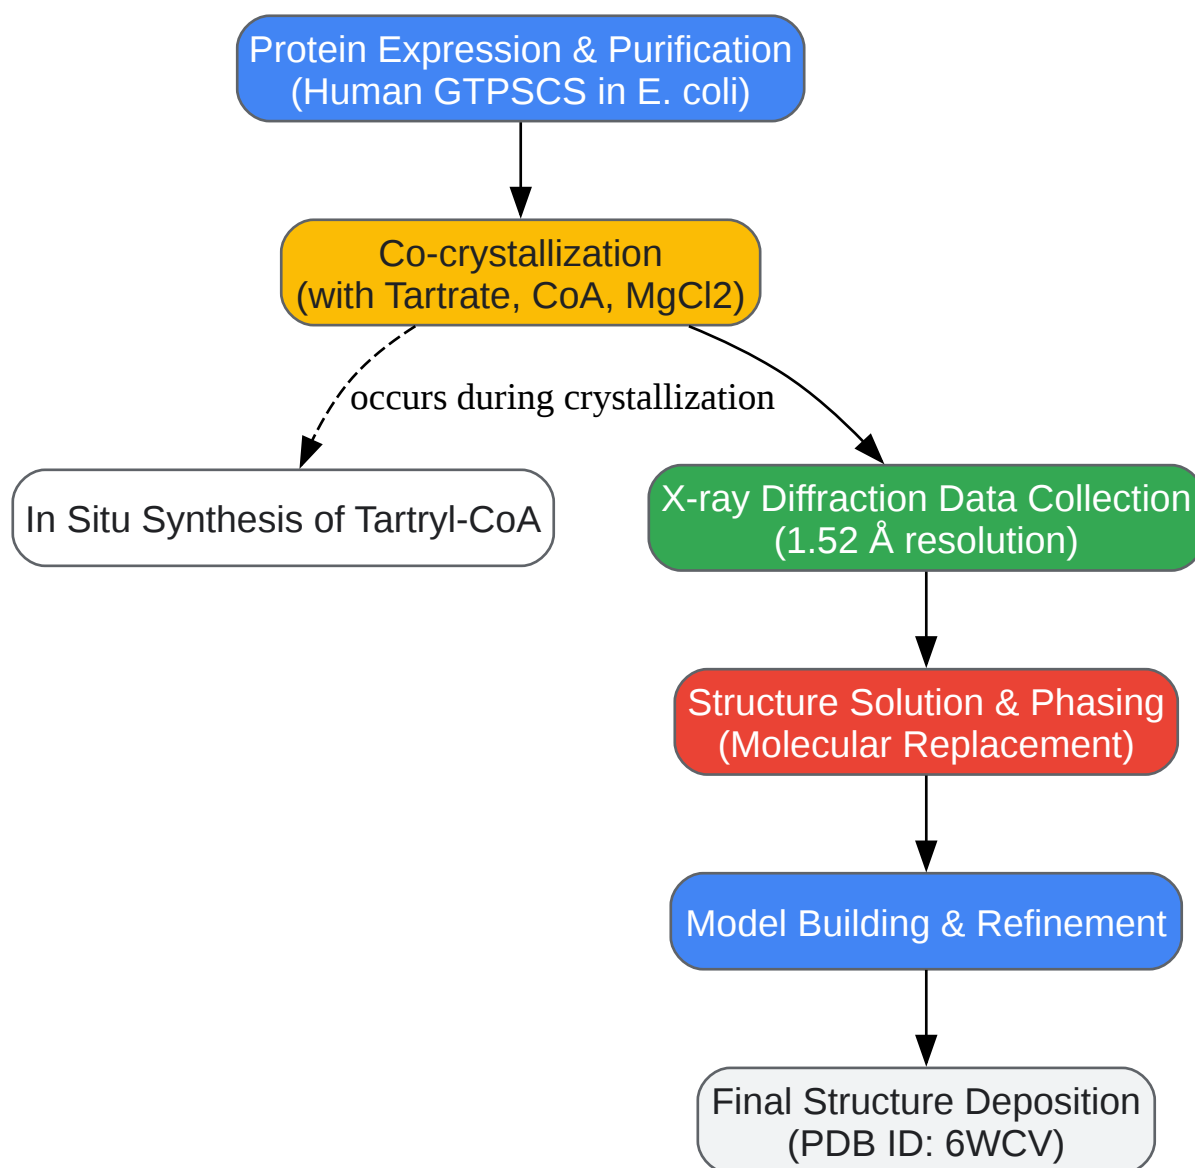 Protein Expression & Purification
(Human GTPSCS in E. coli)
Co-crystallization
(with Tartrate, CoA, MgCl2)
occurs during crystallization
In Situ Synthesis of Tartryl-CoA
X-ray Diffraction Data Collection
(1.52 Å resolution)
Structure Solution & Phasing
(Molecular Replacement)
Model Building & Refinement
Final Structure Deposition
(PDB ID: 6WCV)